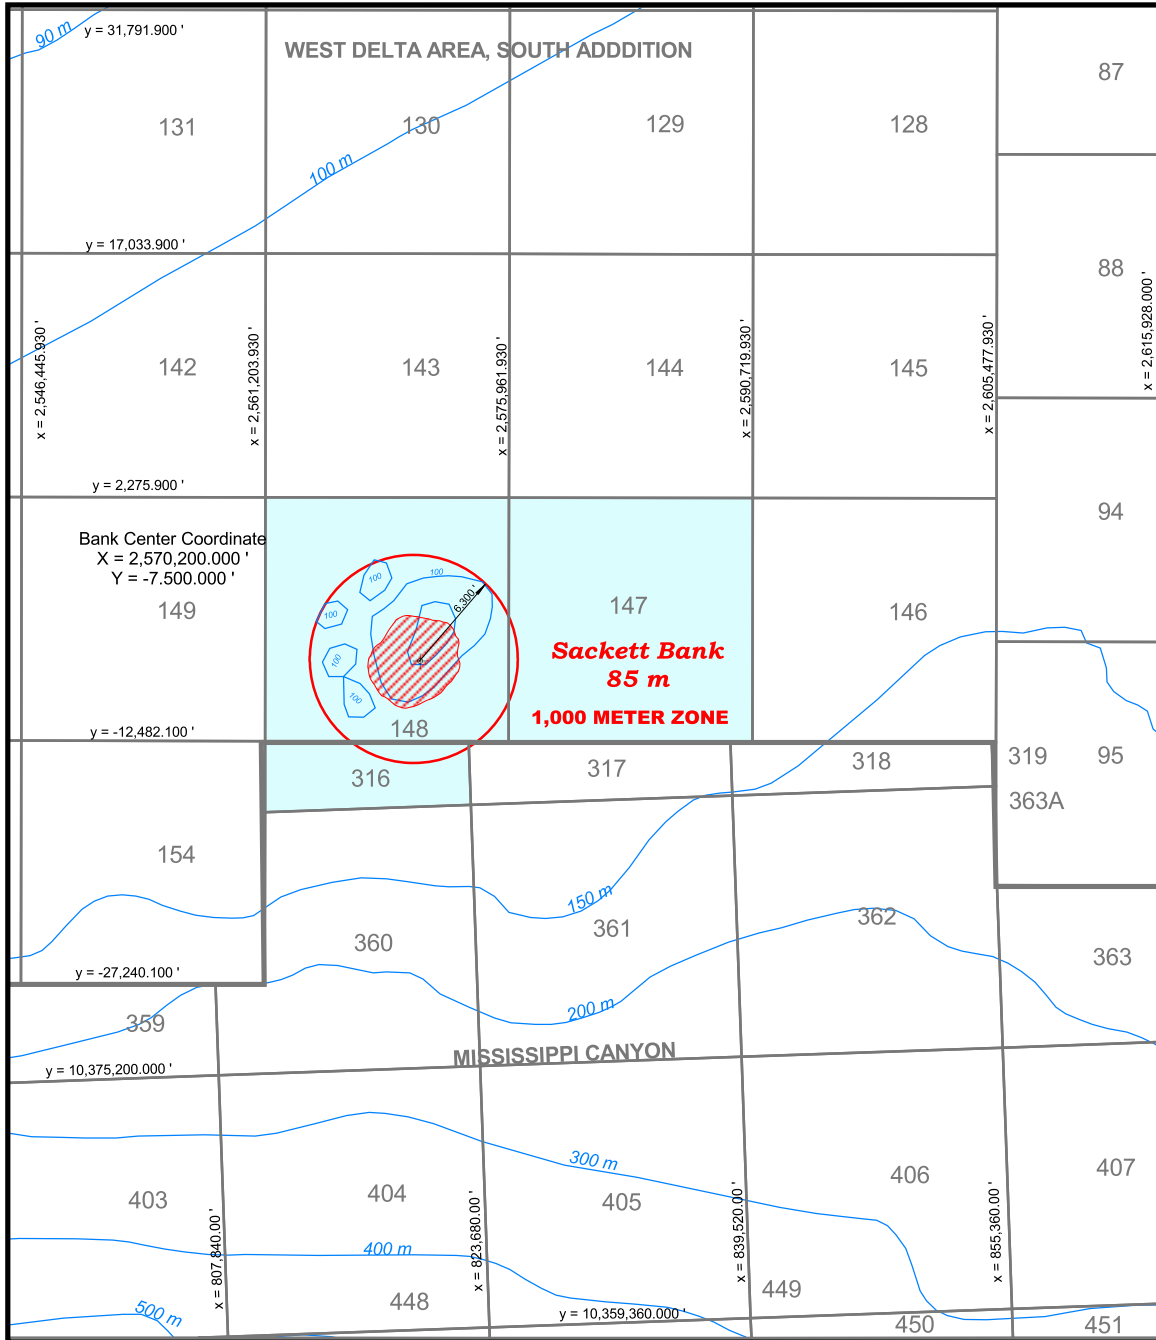 90 m
y = 31,791.900 '
WEST DELTA AREA, SOUTH ADDDITION
87
131
130
129
128
100 m
y = 17,033.900 '
88
x = 2,546,445.930 '
x = 2,561,203.930 '
x = 2,575,961.930 '
x = 2,590,719.930 '
x = 2,605,477.930 '
x = 2,615,928.000 '
142
143
144
145
y = 2,275.900 '
94
Bank Center Coordinate
X = 2,570,200.000 '
Y = -7.500.000 '
149
100
100
100
100
100
6,300 '
147
146
Sackett Bank
85 m
1,000 METER ZONE
148
y = -12,482.100 '
316
317
318
319
95
363A
154
150 m
360
361
362
363
y = -27,240.100 '
200 m
359
MISSISSIPPI CANYON
y = 10,375,200.000 '
300 m
403
404
405
406
407
x = 807,840.00 '
x = 823,680.00 '
x = 839,520.00 '
x = 855,360.00 '
400 m
500 m
448
449
y = 10,359,360.000 '
450
451